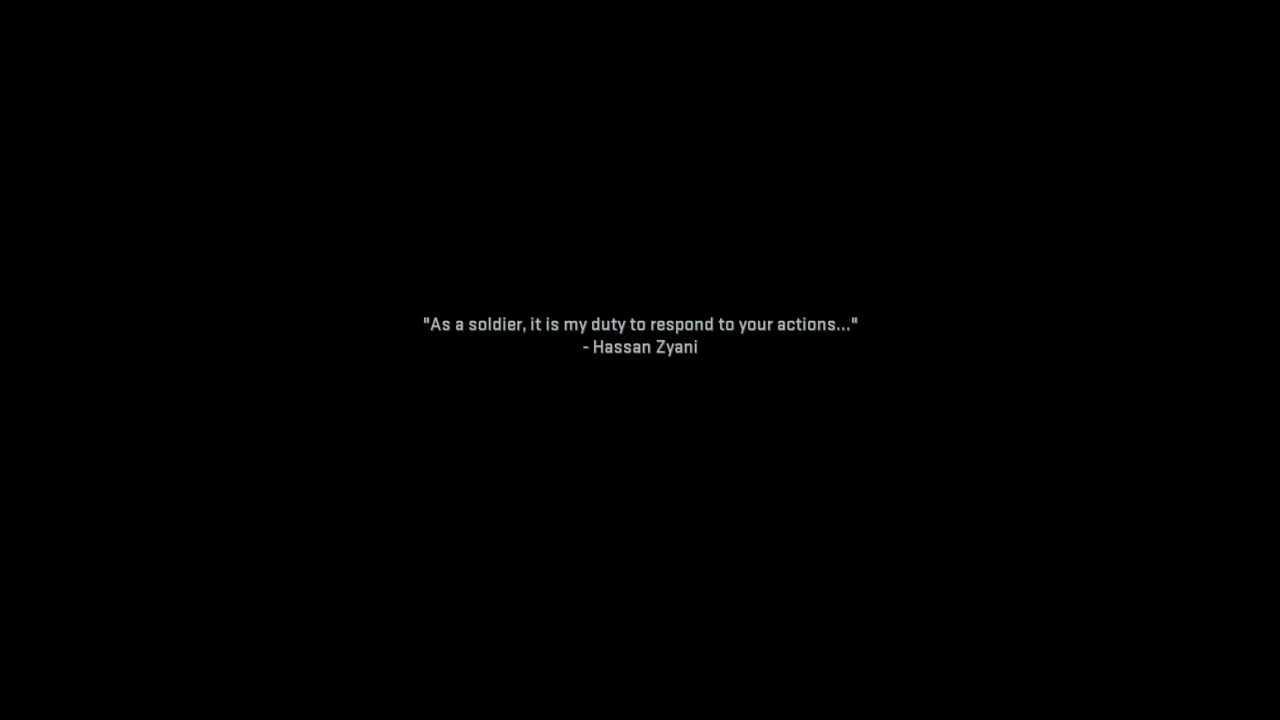 "As a soldier, it is my duty to respond to your actions..."
- Hassan Zyani